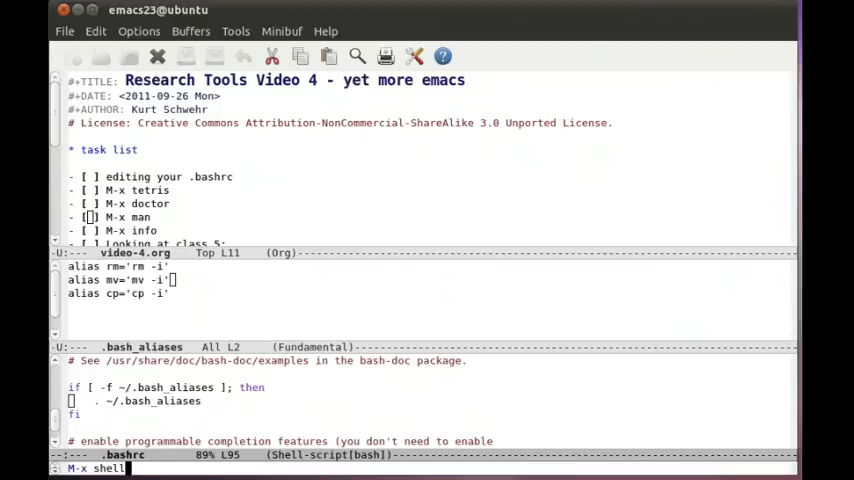 emacs23@ubuntu
File Edit Options Buffers Tools Minibuf Help
#+TITLE: Research Tools Video 4 - yet more emacs
#+DATE: <2011-09-26 Mon>
#+AUTHOR: Kurt Schwehr
# License: Creative Commons Attribution-NonCommercial-ShareAlike 3.0 Unported License.
* task list
- [ ] editing your .bashrc
- [ ] M-x tetris
- [ ] M-x doctor
- [ ] M-x man
- [ ] M-x info
- [ ] Looking at class 5:
-U:--- video-4.org Top L11 (Org)
alias rm='rm -i'
alias mv='mv -i'
alias cp='cp -i'
-U:--- .bash_aliases All L2 (Fundamental)
# See /usr/share/doc/bash-doc/examples in the bash-doc package.
if [ -f ~/.bash_aliases ]; then
. ~/.bash_aliases
fi
# enable programmable completion features (you don't need to enable
--:--- .bashrc 89% L95 (Shell-script[bash])
M-x shell